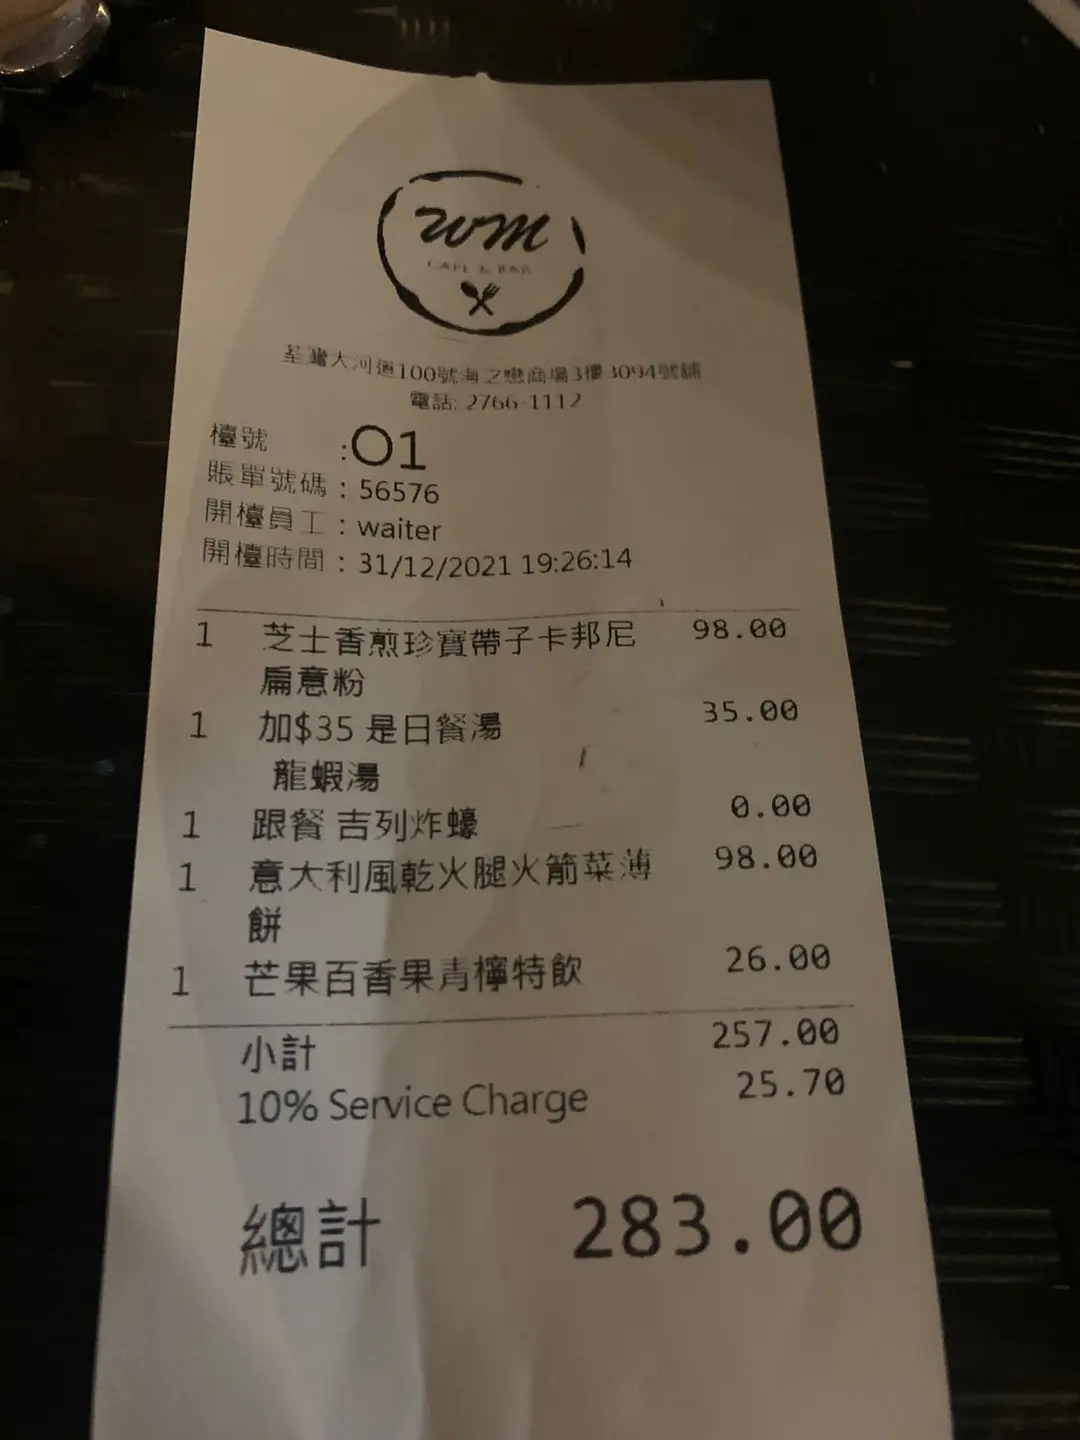 wm
CAFE & BAR
荃灣大河道100號海之戀商場3樓3094號舖
電話: 2766-1112
檯號 :O1
賬單號碼 : 56576
開檯員工 : waiter
開檯時間 : 31/12/2021 19:26:14
1 芝士香煎珍寶帶子卡邦尼 98.00
扁意粉
1 加$35 是日餐湯 35.00
龍蝦湯
1 跟餐 吉列炸蠔 0.00
1 意大利風乾火腿火箭菜薄 98.00
餅
1 芒果百香果青檸特飲 26.00
小計 257.00
10% Service Charge 25.70
總計 283.00